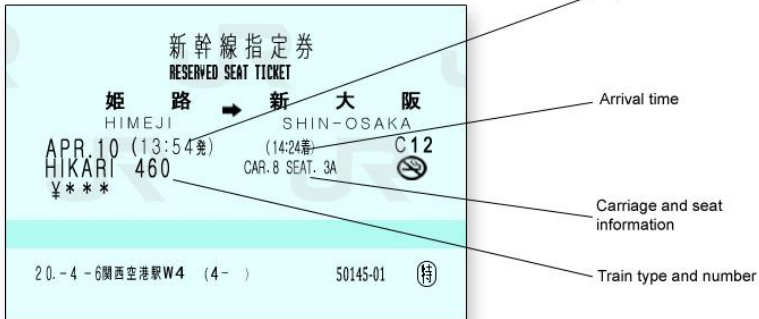 新幹線指定券
RESERVED SEAT TICKET
姫路 ➡ 新大阪
HIMEJI SHIN-OSAKA
APR.10 (13:54発) (14:24着) C12
HIKARI 460 CAR.8 SEAT. 3A
¥***
20.-4-6関西空港駅W4 (4- ) 50145-01 特
Arrival time
Carriage and seat
information
Train type and number